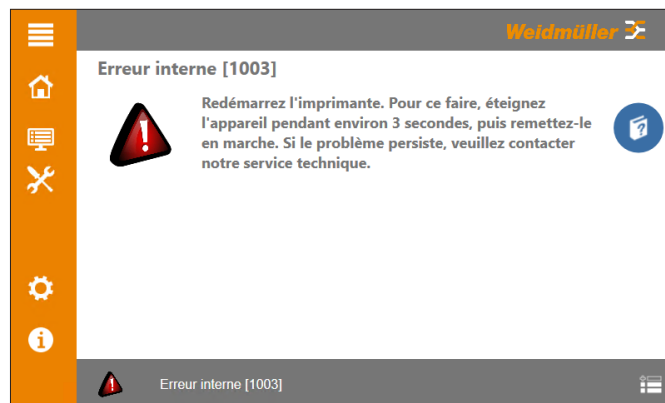 Weidmüller
Erreur interne [1003]
Redémarrez l'imprimante. Pour ce faire, éteignez
l'appareil pendant environ 3 secondes, puis remettez-le
en marche. Si le problème persiste, veuillez contacter
notre service technique.
Erreur interne [1003]